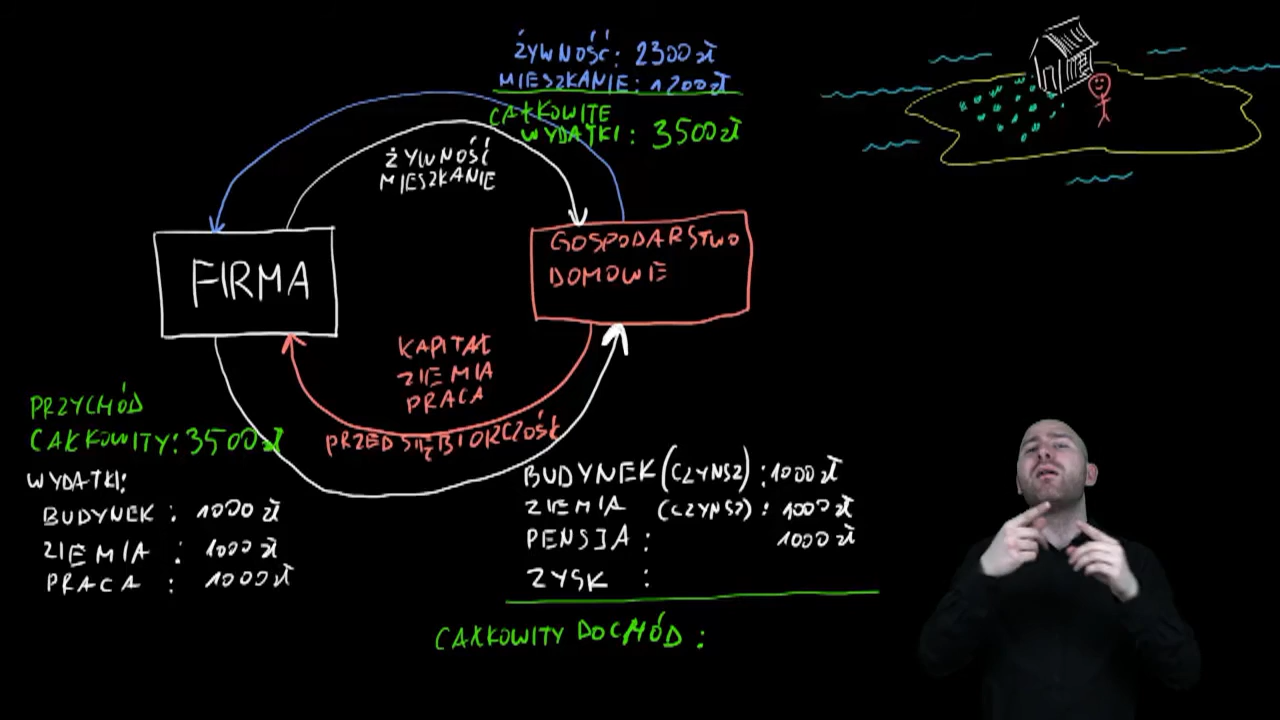 ŻYWNOŚĆ: 2300 zł
MIESZKANIE: 1200 zł
CAŁKOWITE
WYDATKI: 3500 zł
ŻYWNOŚĆ
MIESZKANIE
FIRMA
GOSPODARSTWO
DOMOWE
KAPITAŁ
ZIEMIA
PRACA
PRZEDSIĘBIORCZOŚĆ
PRZYCHÓD
CAŁKOWITY: 3500 zł
WYDATKI:
BUDYNEK: 1000 zł
ZIEMIA: 1000 zł
PRACA: 1000 zł
BUDYNEK (CZYNSZ): 1000 zł
ZIEMIA (CZYNSZ): 1000 zł
PENSJA: 1000 zł
ZYSK:
CAŁKOWITY DOCHÓD: